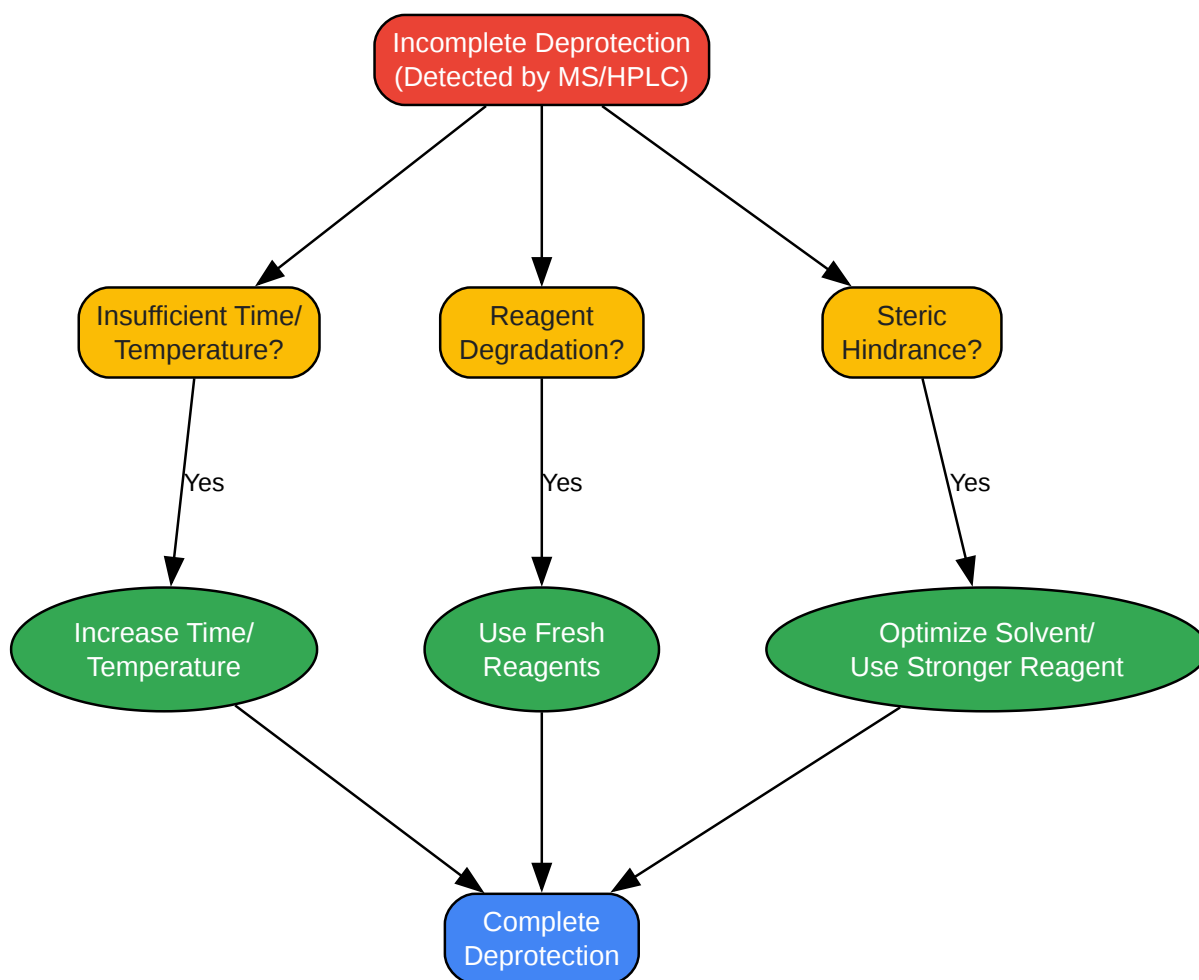 Incomplete Deprotection
(Detected by MS/HPLC)
Insufficient Time/
Temperature?
Reagent
Degradation?
Steric
Hindrance?
Yes
Yes
Yes
Increase Time/
Temperature
Use Fresh
Reagents
Optimize Solvent/
Use Stronger Reagent
Complete
Deprotection